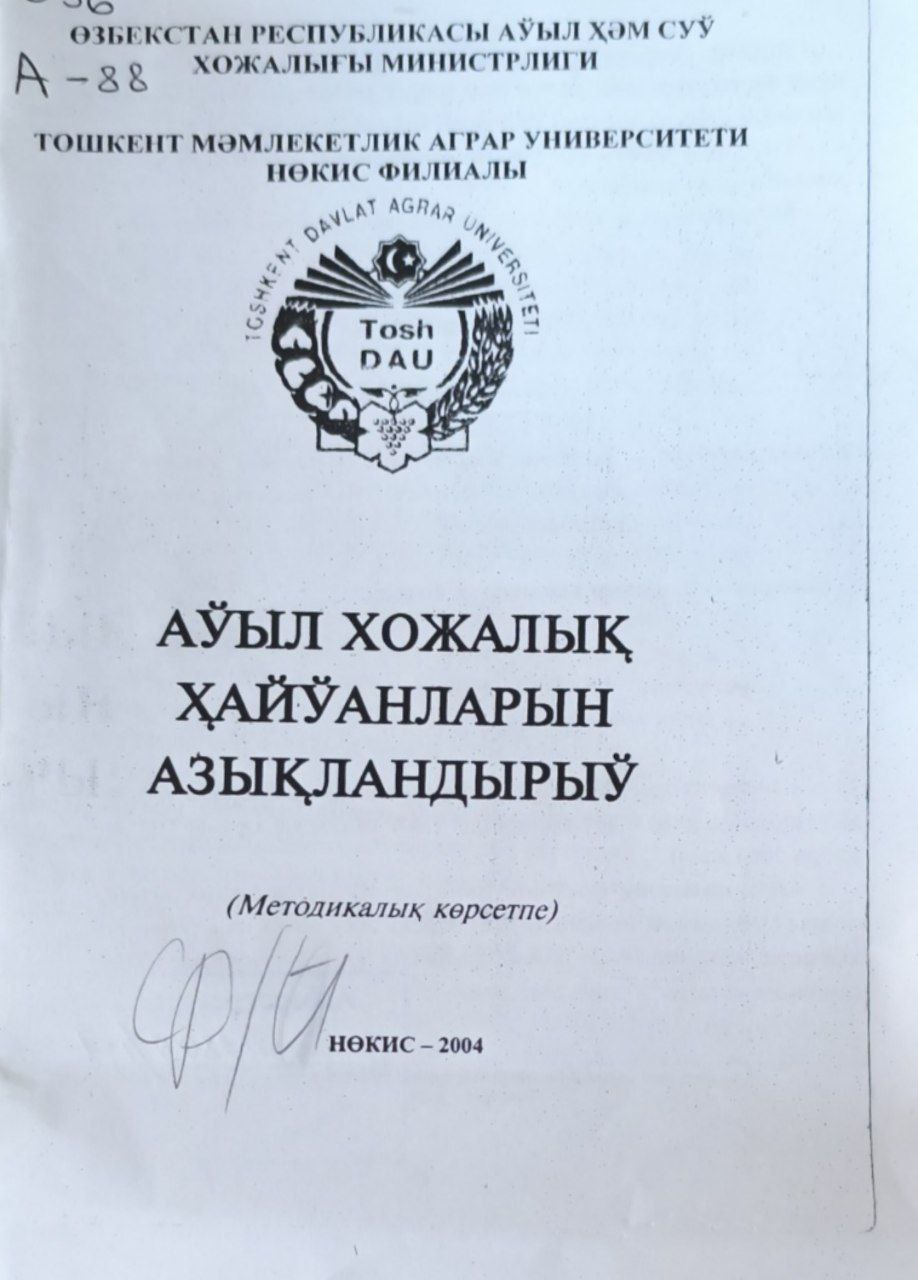 ӨЗБЕКСТАН РЕСПУБЛИКАСЫ АЎЫЛ ҲӘМ СУЎ
ХОЖАЛЫҒЫ МИНИСТРЛИГИ
А - 88
ТОШКЕНТ МӘМЛЕКЕТЛИК АГРАР УНИВЕРСИТЕТИ
НӨКИС ФИЛИАЛЫ
TOSHKENT DAVLAT AGRAR UNIVERSITETI
Tosh
DAU
АЎЫЛ ХОЖАЛЫҚ
ҲАЙЎАНЛАРЫН
АЗЫҚЛАНДЫРЫЎ
(Методикалық көрсетпе)
НӨКИС – 2004